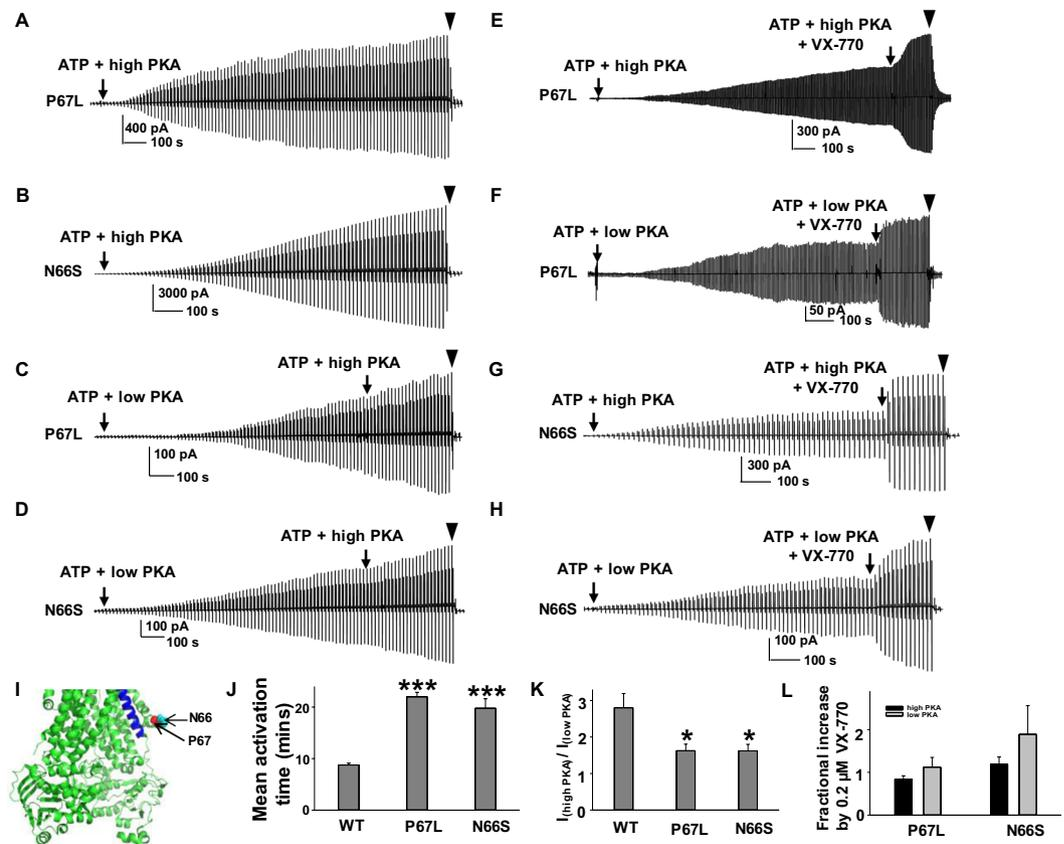 A
ATP + high PKA
P67L
400 pA
100 s
B
ATP + high PKA
N66S
3000 pA
100 s
C
ATP + high PKA
ATP + low PKA
P67L
100 pA
100 s
D
ATP + high PKA
ATP + low PKA
N66S
100 pA
100 s
E
ATP + high PKA
+ VX-770
ATP + high PKA
P67L
300 pA
100 s
F
ATP + low PKA
+ VX-770
ATP + low PKA
P67L
50 pA
100 s
G
ATP + high PKA
+ VX-770
ATP + high PKA
N66S
300 pA
100 s
H
ATP + low PKA
+ VX-770
ATP + low PKA
N66S
100 pA
100 s
I
N66
P67
J
Mean activation
time (mins)
20
10
0
***
***
WT
P67L
N66S
K
I(high PKA) / I(low PKA)
3
2
1
0
*
*
WT
P67L
N66S
L
Fractional increase
by 0.2 µM VX -770
2
1
0
high PKA
low PKA
P67L
N66S